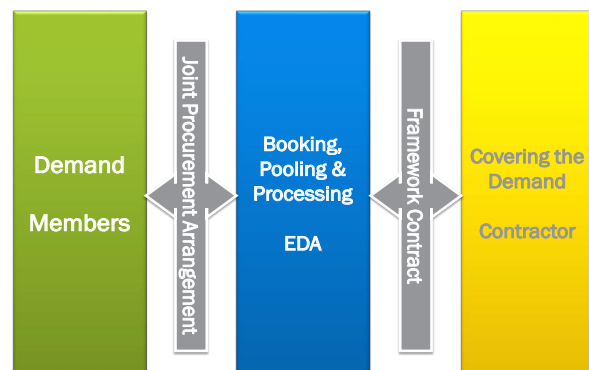 Demand
Members
Joint Procurement Arrangement
Booking,
Pooling &
Processing
EDA
Framework Contract
Covering the
Demand
Contractor